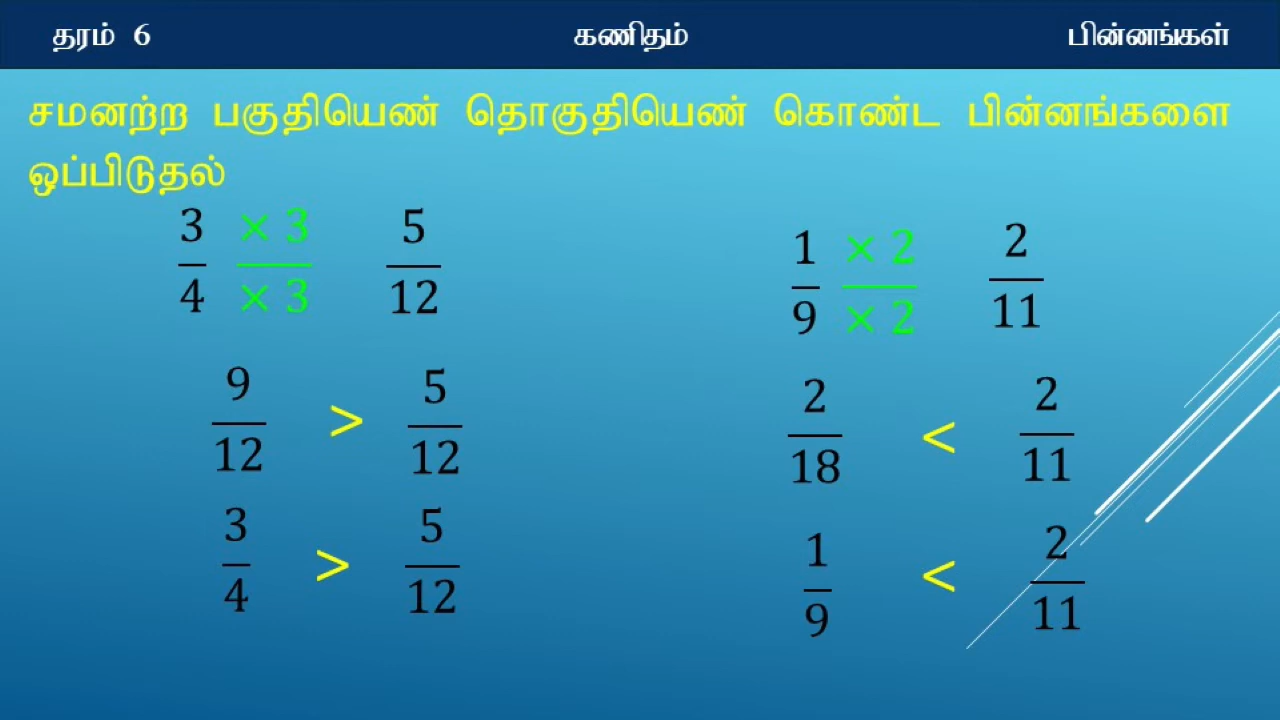 தரம் 6 கணிதம் பின்னங்கள்
சமனற்ற பகுதியெண் தொகுதியெண் கொண்ட பின்னங்களை
ஒப்பிடுதல்
3/4 × 3/× 3 5/12
9/12 > 5/12
3/4 > 5/12
1/9 × 2/× 2 2/11
2/18 < 2/11
1/9 < 2/11